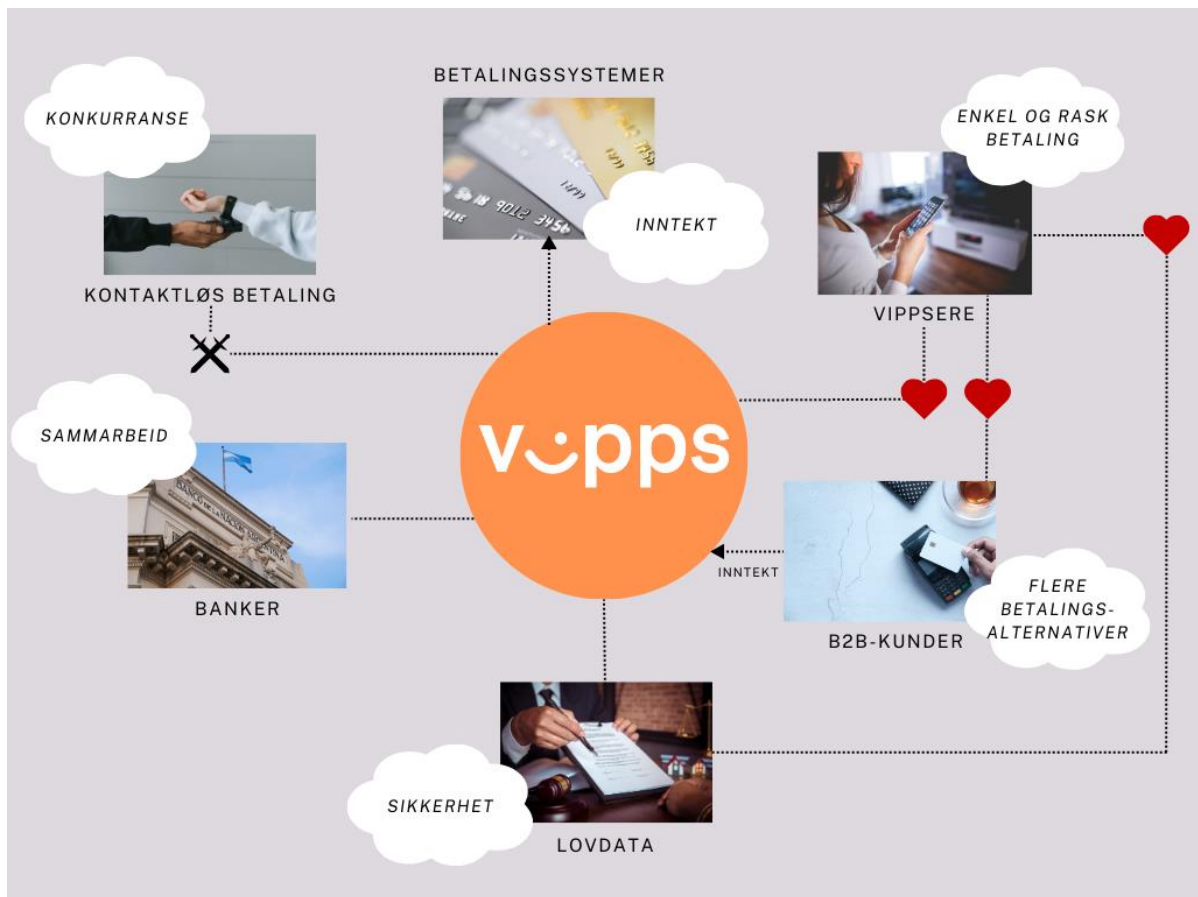 BETALINGSSYSTEMER
KONKURRANSE
ENKEL OG RASK
BETALING
INNTEKT
KONTAKTLØS BETALING
VIPPSERE
SAMMARBEID
vipps
BANKER
INNTEKT
FLERE
BETALINGS-
ALTERNATIVER
B2B-KUNDER
SIKKERHET
LOVDATA